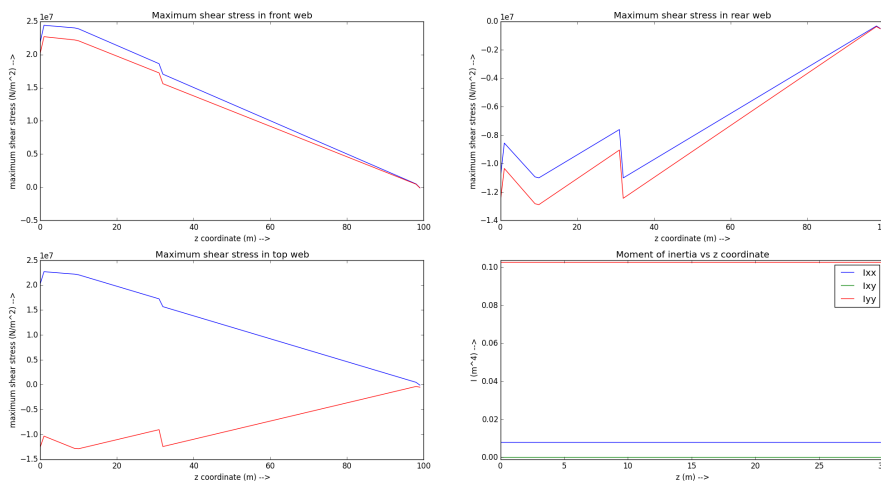 Maximum shear stress in front web
1e7
2.5
2.0
1.5
1.0
0.5
0.0
−0.5
0 20 40 60 80 100
maximum shear stress (N/m^2) -->
z coordinate (m) -->
Maximum shear stress in rear web
1e7
0.0
−0.2
−0.4
−0.6
−0.8
−1.0
−1.2
−1.4
0 20 40 60 80
maximum shear stress (N/m^2) -->
z coordinate (m) -->
Maximum shear stress in top web
1e7
2.5
2.0
1.5
1.0
0.5
0.0
−0.5
−1.0
−1.5
0 20 40 60 80 100
maximum shear stress (N/m^2) -->
z coordinate (m) -->
Moment of inertia vs z coordinate
0.10
0.08
0.06
0.04
0.02
0.00
0 5 10 15 20 25
I (m^4) -->
z (m) -->
Ixx
Ixy
Iyy